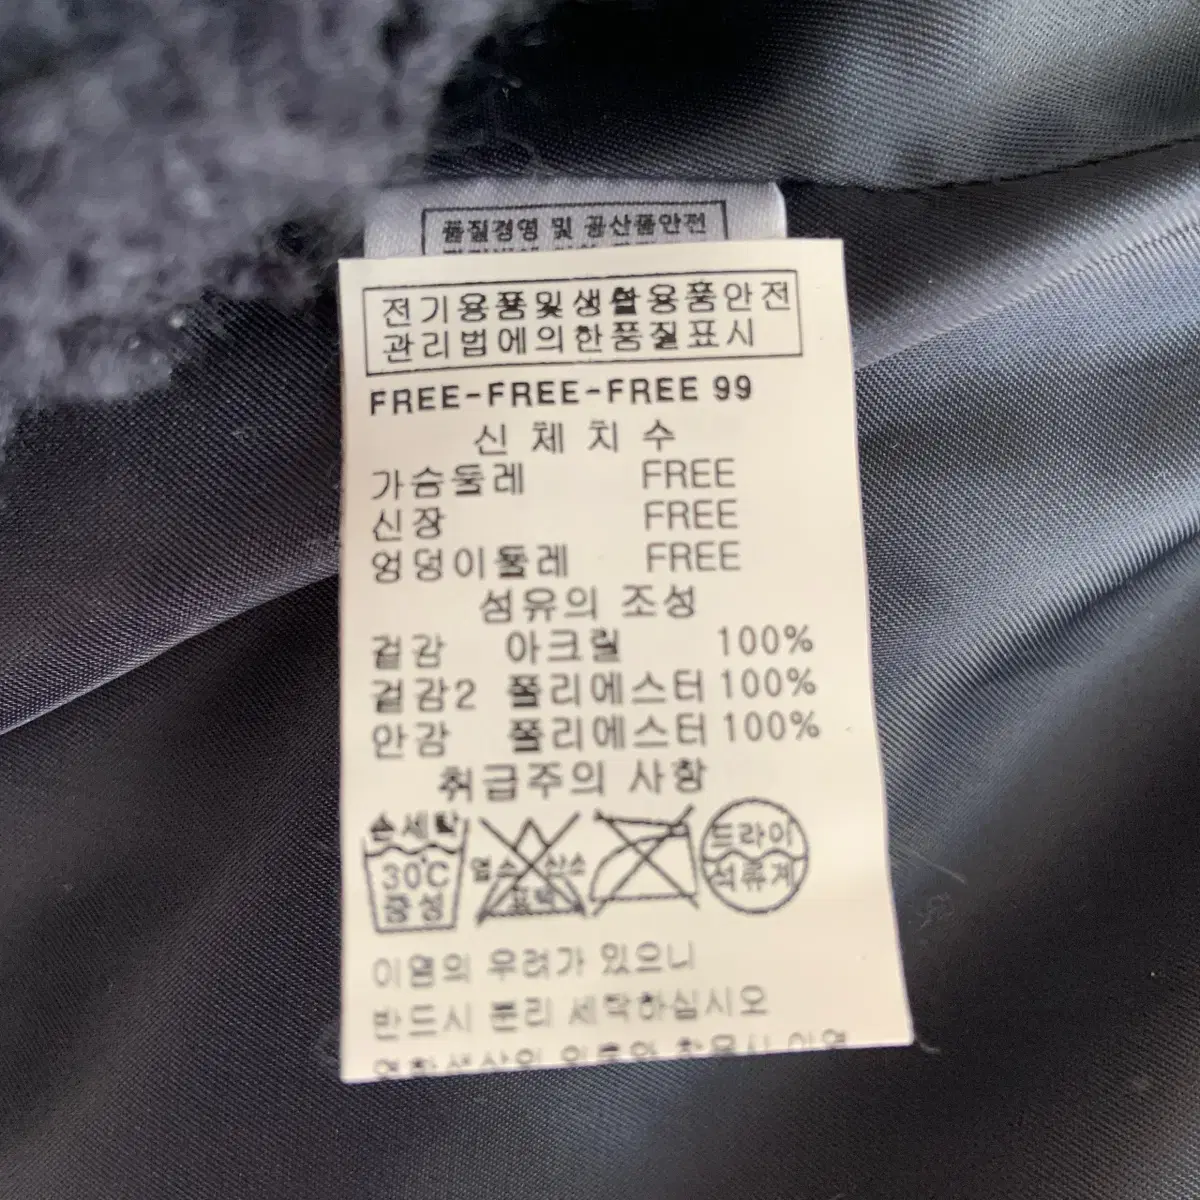 품질경영 및 공산품안전
전기용품및생활용품안전
관리법에의한품질표시
FREE-FREE-FREE 99
신체치수
가슴둘레 FREE
신장 FREE
엉덩이둘레 FREE
섬유의 조성
겉감 아크릴 100%
겉감2 폴리에스터 100%
안감 폴리에스터 100%
취급주의 사항
손세탁
30℃
중성
염소 산소
표백
드라이
석유계
이염의 우려가 있으니
반드시 분리 세탁하십시오